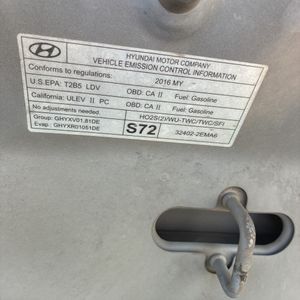 HYUNDAI
HYUNDAI MOTOR COMPANY
VEHICLE EMISSION CONTROL INFORMATION
Conforms to regulations: 2016 MY
U.S.EPA: T2B5 LDV OBD: CA II Fuel: Gasoline
California: ULEV II PC OBD: CA II Fuel: Gasoline
No adjustments needed.
Group: GHYXV01.81DE S72 HO2S(2)/WU-TWC/TWC/SFI
Evap: GHYXR01051DE 32402-2EMA6